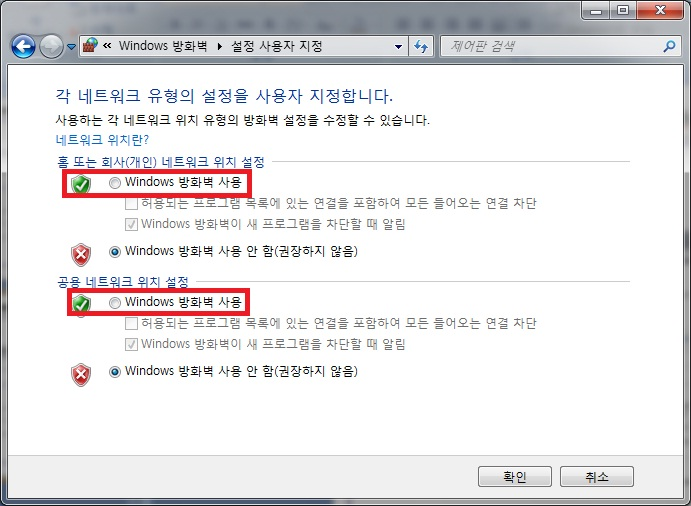 « Windows 방화벽 ▸ 설정 사용자 지정
제어판 검색
각 네트워크 유형의 설정을 사용자 지정합니다.
사용하는 각 네트워크 위치 유형의 방화벽 설정을 수정할 수 있습니다.
네트워크 위치란?
홈 또는 회사(개인) 네트워크 위치 설정
Windows 방화벽 사용
허용되는 프로그램 목록에 있는 연결을 포함하여 모든 들어오는 연결 차단
Windows 방화벽이 새 프로그램을 차단할 때 알림
Windows 방화벽 사용 안 함(권장하지 않음)
공용 네트워크 위치 설정
Windows 방화벽 사용
허용되는 프로그램 목록에 있는 연결을 포함하여 모든 들어오는 연결 차단
Windows 방화벽이 새 프로그램을 차단할 때 알림
Windows 방화벽 사용 안 함(권장하지 않음)
확인
취소